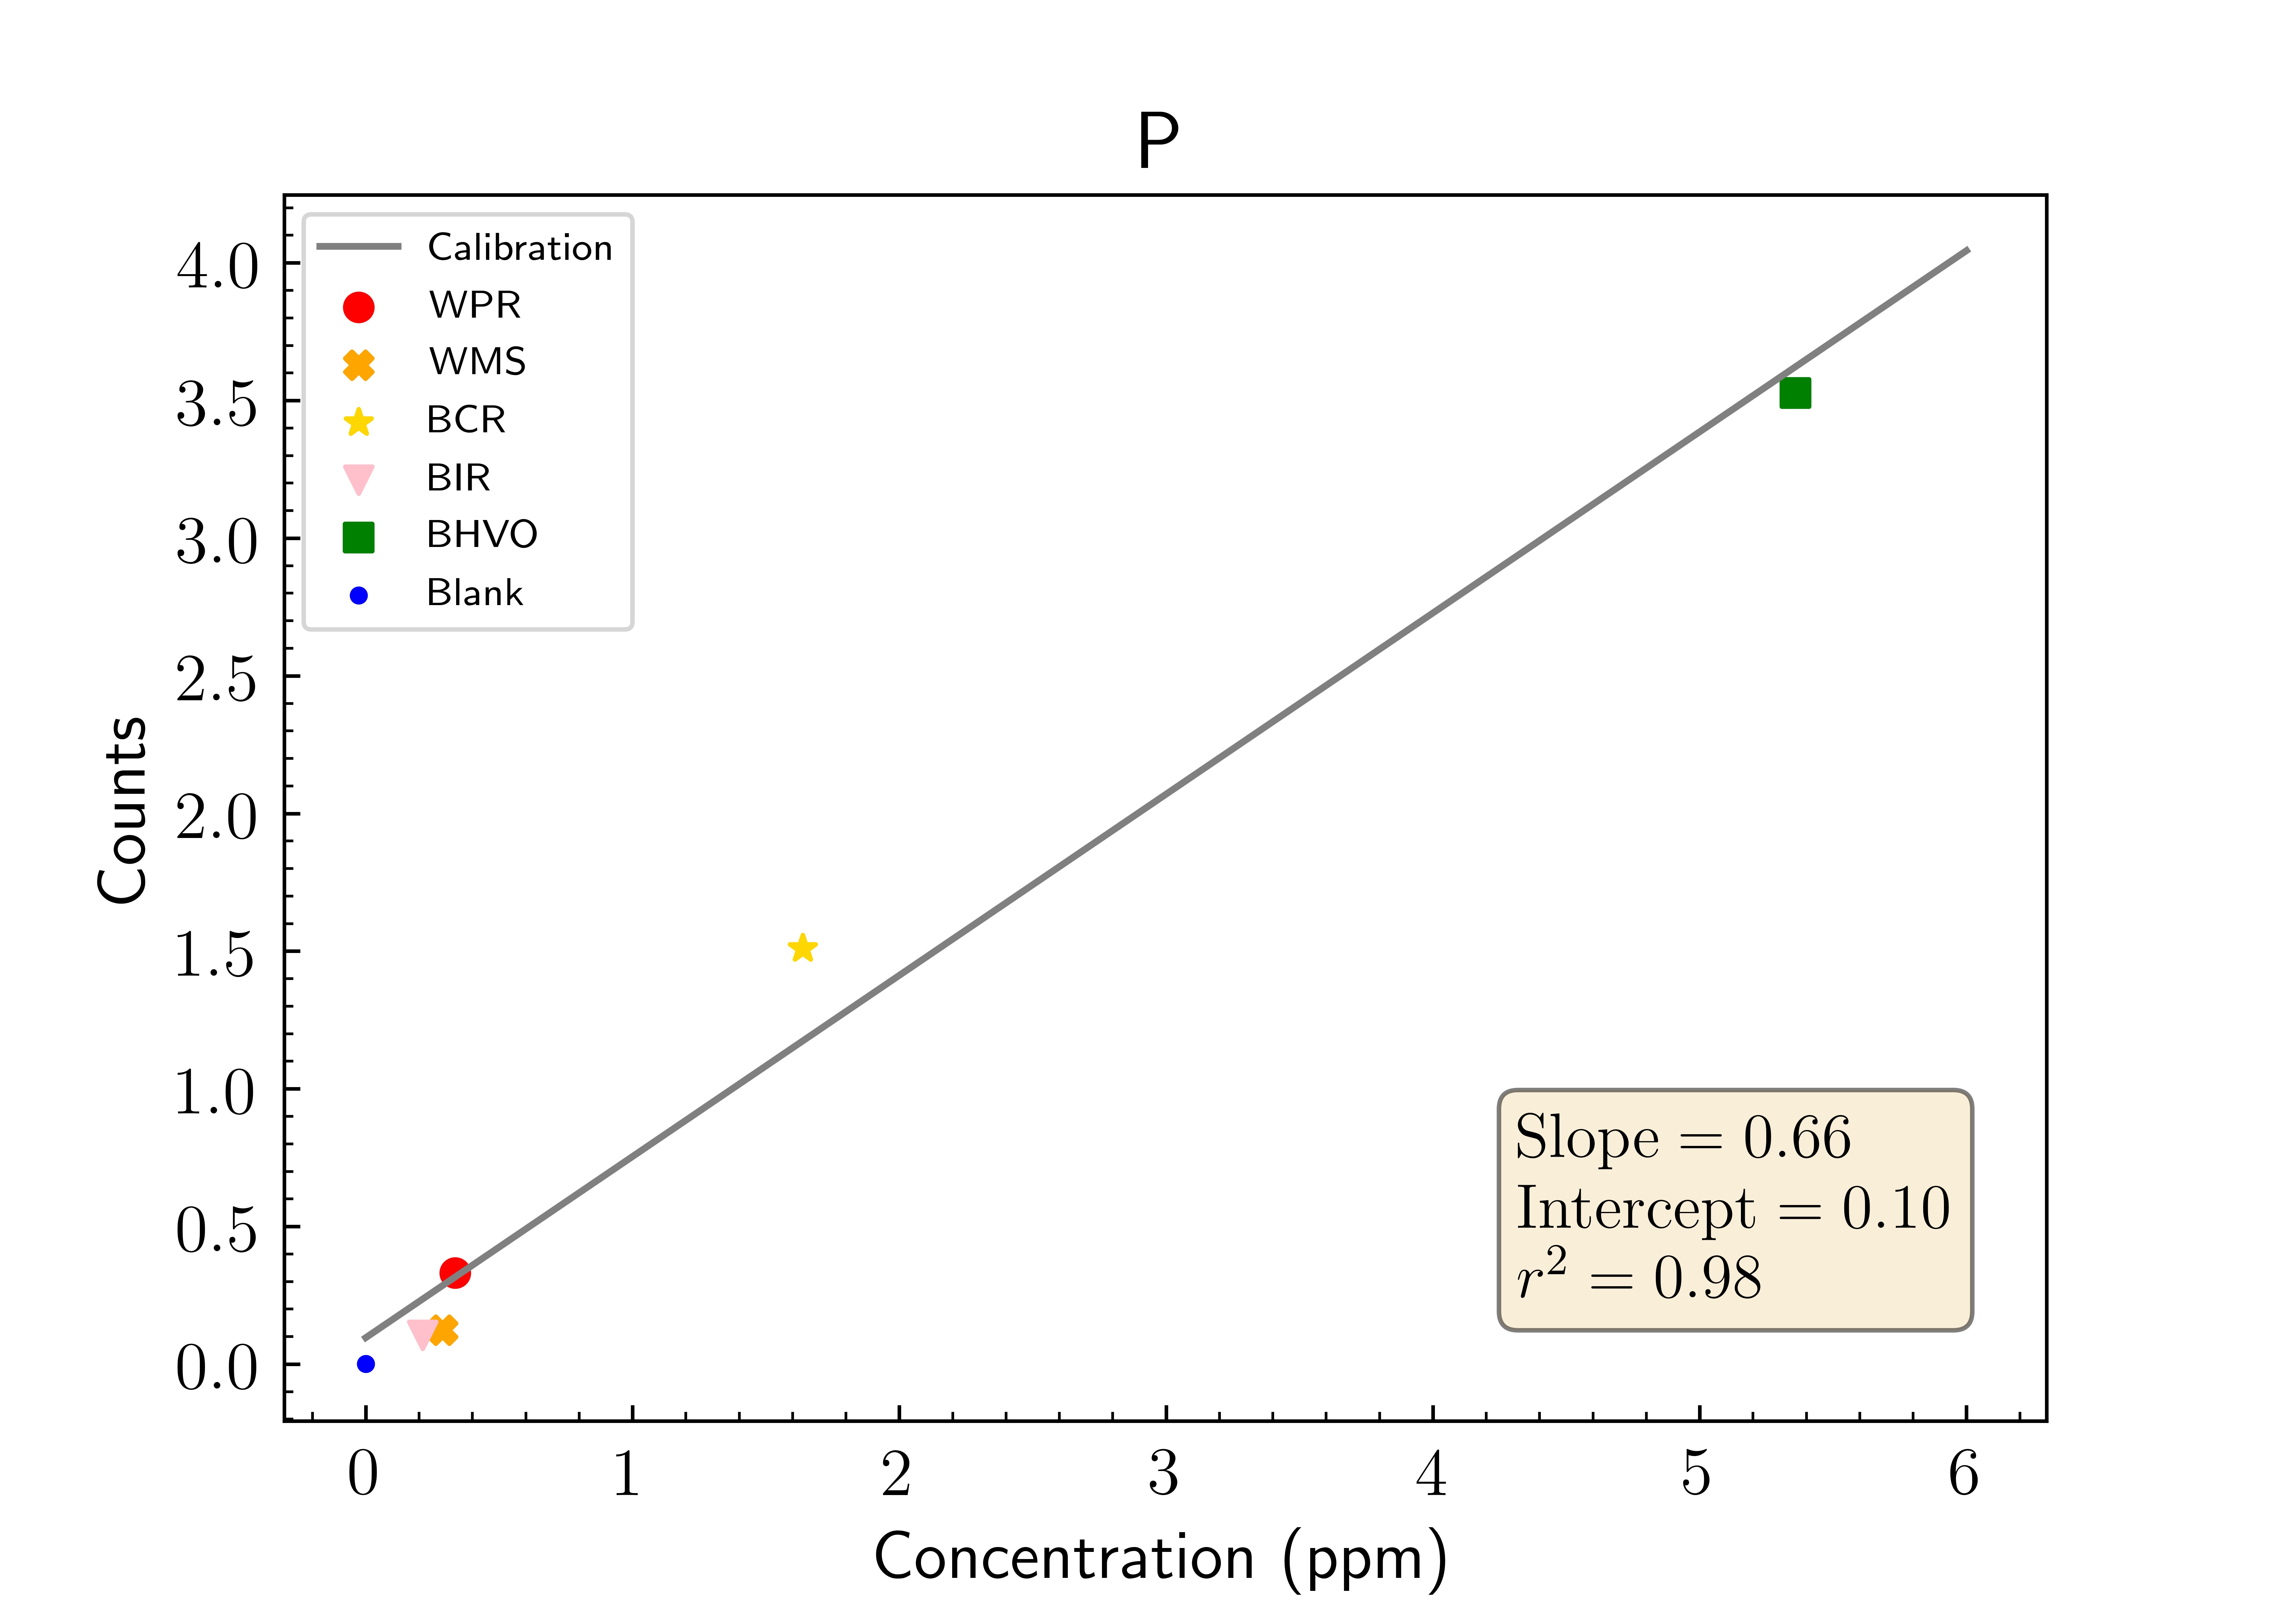 P
Calibration
WPR
WMS
BCR
BIR
BHVO
Blank
4.0
3.5
3.0
2.5
2.0
1.5
1.0
0.5
0.0
Counts
Slope = 0.66
Intercept = 0.10
r² = 0.98
0 1 2 3 4 5 6
Concentration (ppm)